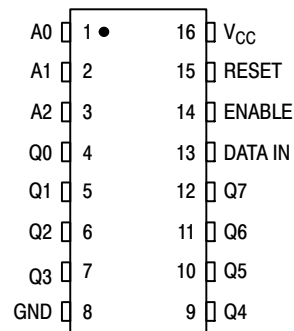 A0 1 16 VCC
A1 2 15 RESET
A2 3 14 ENABLE
Q0 4 13 DATA IN
Q1 5 12 Q7
Q2 6 11 Q6
Q3 7 10 Q5
GND 8 9 Q4